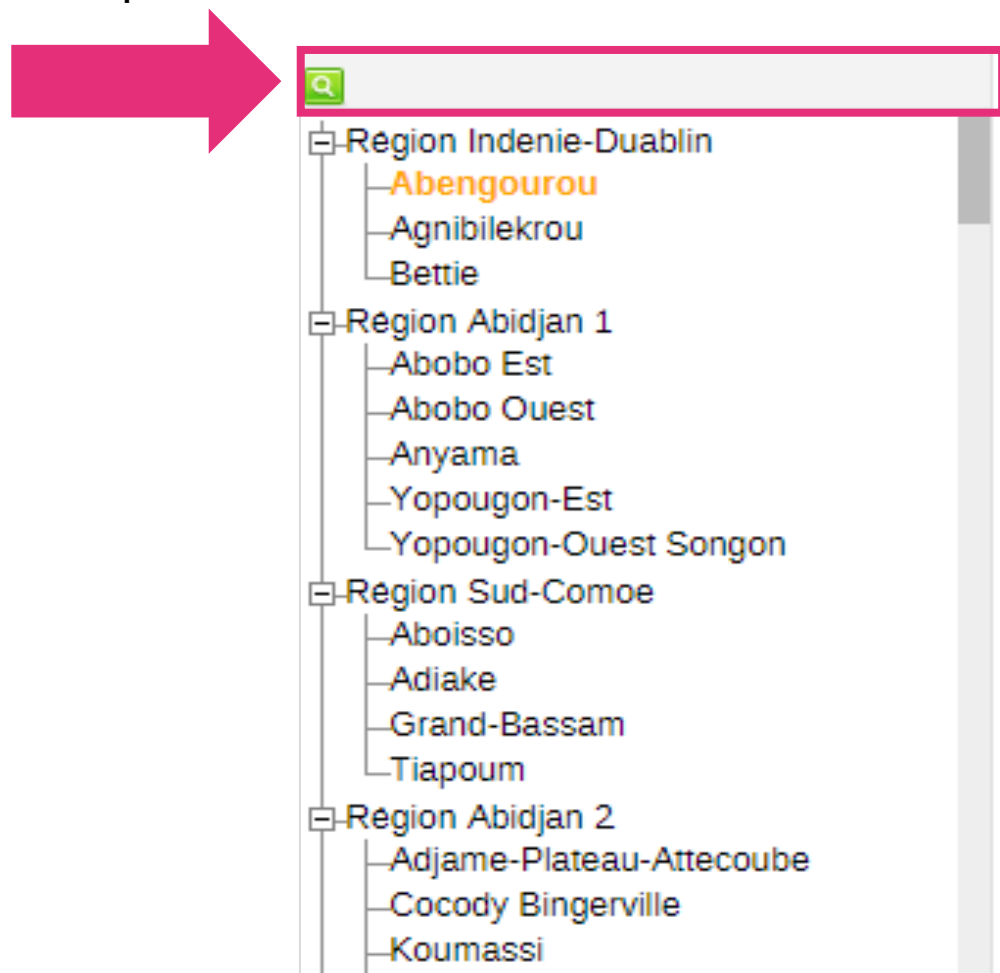 Région Indenie-Duablin
Abengourou
Agnibilekrou
Bettie
Région Abidjan 1
Abobo Est
Abobo Ouest
Anyama
Yopougon-Est
Yopougon-Ouest Songon
Région Sud-Comoe
Aboisso
Adiake
Grand-Bassam
Tiapoum
Région Abidjan 2
Adjame-Plateau-Attecoube
Cocody Bingerville
Koumassi